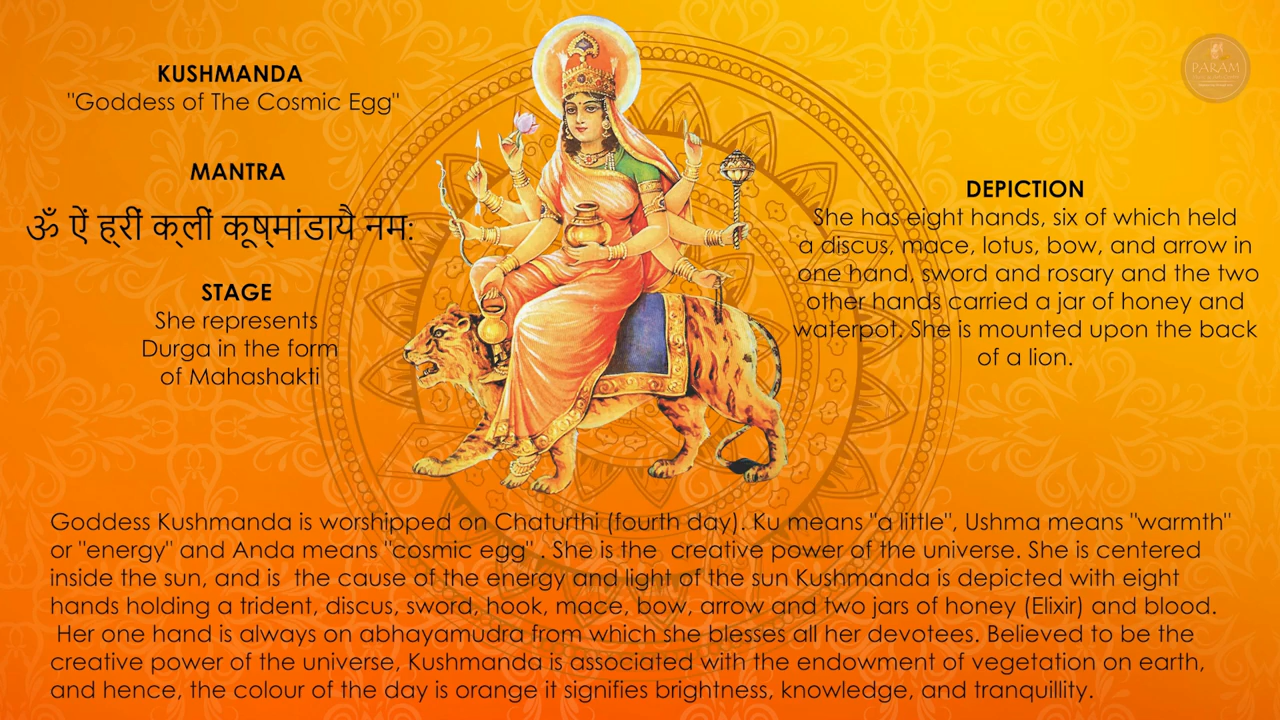 KUSHMANDA
"Goddess of The Cosmic Egg"
MANTRA
ॐ ऐं ह्रीं क्लीं कूष्मांडायै नम:
STAGE
She represents
Durga in the form
of Mahashakti
PARAM
DEPICTION
She has eight hands, six of which held
a discus, mace, lotus, bow, and arrow in
one hand, sword and rosary and the two
other hands carried a jar of honey and
waterpot. She is mounted upon the back
of a lion.
Goddess Kushmanda is worshipped on Chaturthi (fourth day). Ku means "a little", Ushma means "warmth"
or "energy" and Anda means "cosmic egg" . She is the  creative power of the universe. She is centered
inside the sun, and is  the cause of the energy and light of the sun Kushmanda is depicted with eight
hands holding a trident, discus, sword, hook, mace, bow, arrow and two jars of honey (Elixir) and blood.
Her one hand is always on abhayamudra from which she blesses all her devotees. Believed to be the
creative power of the universe, Kushmanda is associated with the endowment of vegetation on earth,
and hence, the colour of the day is orange it signifies brightness, knowledge, and tranquillity.